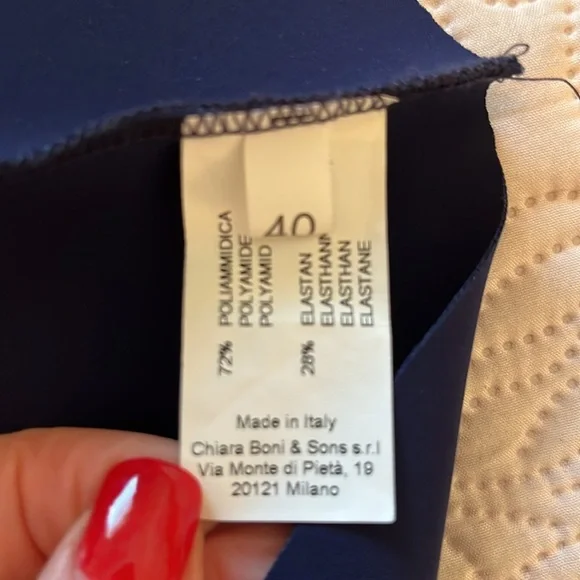 40
72% POLIAMMIDICA
POLYAMIDE
POLYAMID
28% ELASTAN
ELASTHANN
ELASTHAN
ELASTANE
Made in Italy
Chiara Boni & Sons s.r.l
Via Monte di Pietà, 19
20121 Milano